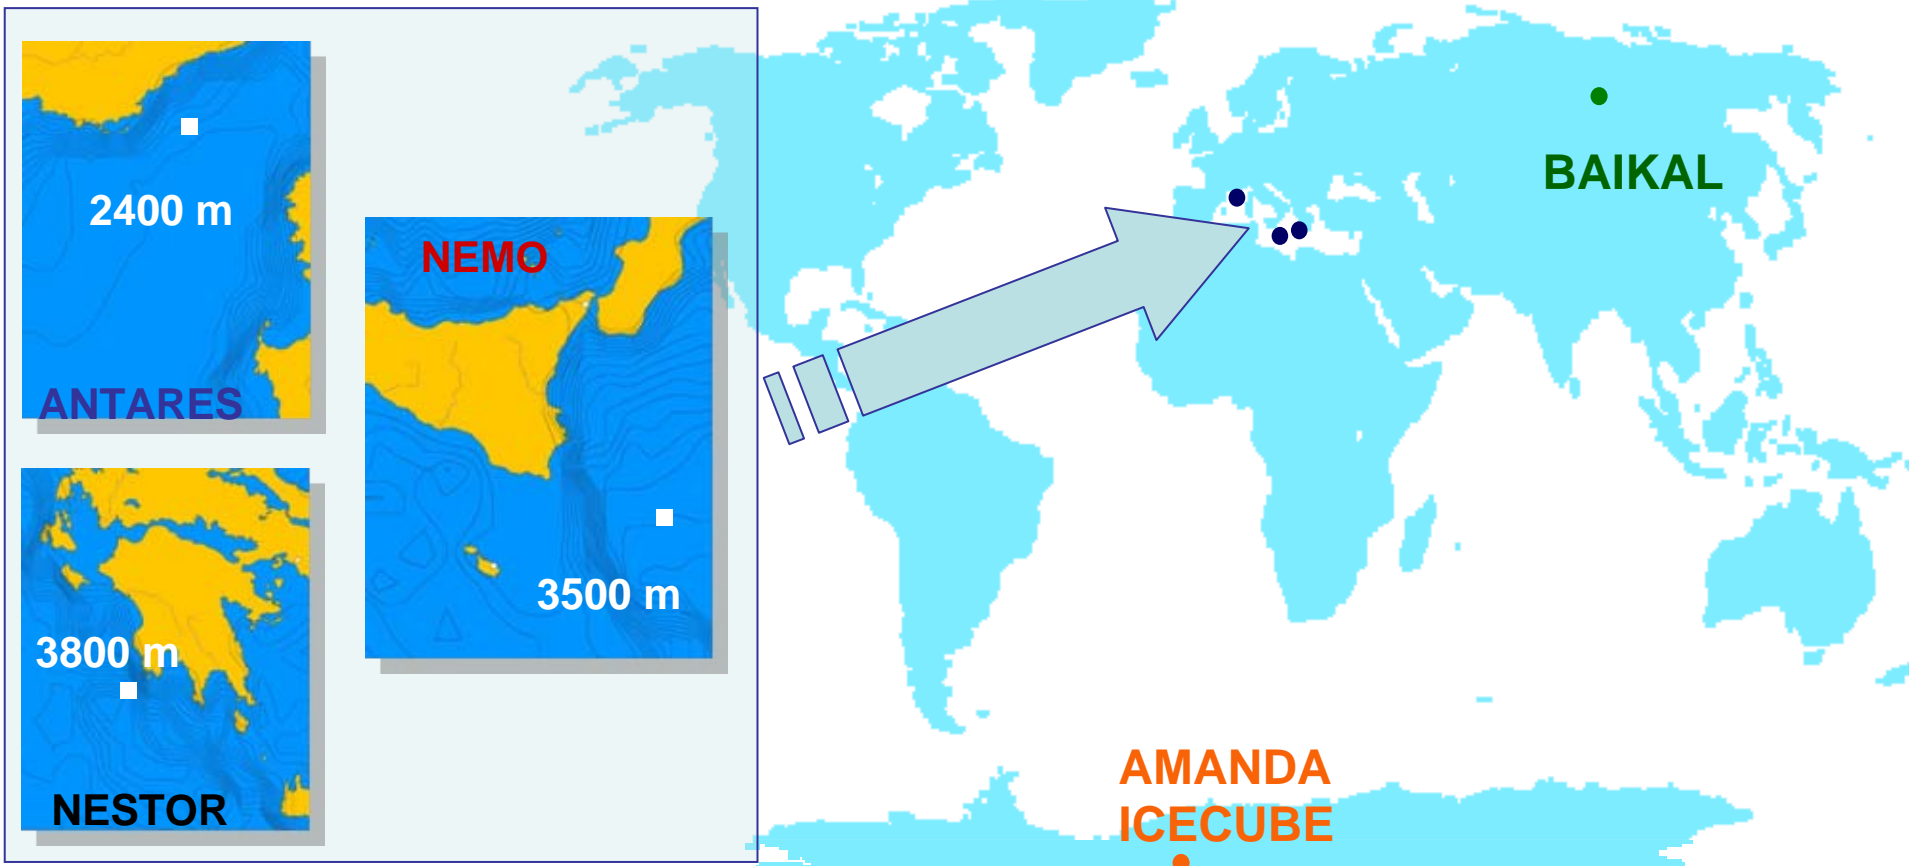 2400 m
ANTARES
NEMO
3500 m
3800 m
NESTOR
BAIKAL
AMANDA
ICECUBE